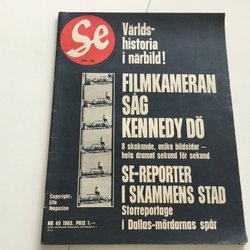 Se
Världs-
historia
i närbild!
FILMKAMERAN
SÅG
KENNEDY DÖ
8 skakande, unika bildsidor —
hela dramat sekund för sekund
SE-REPORTER
I SKAMMENS STAD
Storreportage
i Dallas-mördarnas spår
Copyright:
Life
Magazine
NR 49 1963. PRIS 1:—